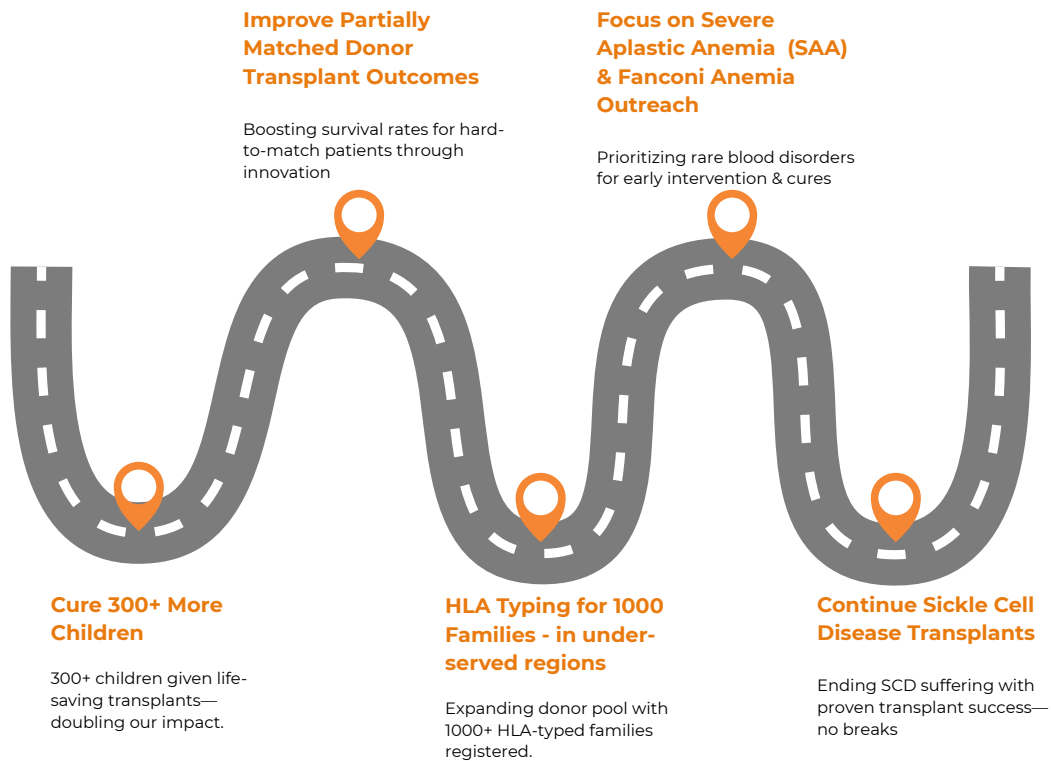 Improve Partially
Matched Donor
Transplant Outcomes
Boosting survival rates for hard-
to-match patients through
innovation
Focus on Severe
Aplastic Anemia (SAA)
& Fanconi Anemia
Outreach
Prioritizing rare blood disorders
for early intervention & cures
Cure 300+ More
Children
300+ children given life-
saving transplants—
doubling our impact.
HLA Typing for 1000
Families - in under-
served regions
Expanding donor pool with
1000+ HLA-typed families
registered.
Continue Sickle Cell
Disease Transplants
Ending SCD suffering with
proven transplant success—
no breaks